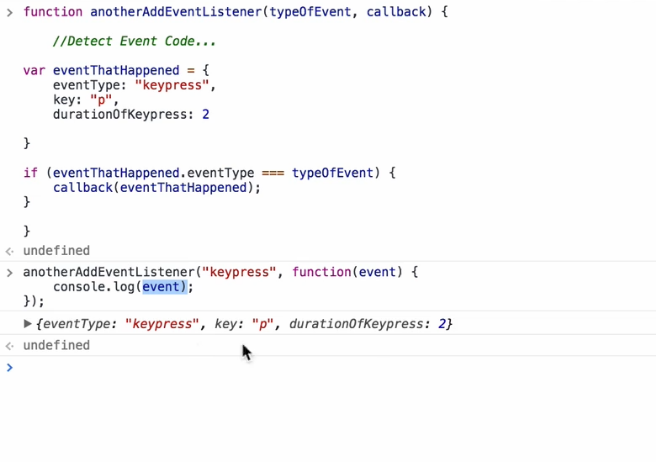 > function anotherAddEventListener(typeOfEvent, callback) {
//Detect Event Code...
var eventThatHappened = {
eventType: "keypress",
key: "p",
durationOfKeypress: 2
}
if (eventThatHappened.eventType === typeOfEvent) {
callback(eventThatHappened);
}
}
undefined
> anotherAddEventListener("keypress", function(event) {
console.log(event);
});
{eventType: "keypress", key: "p", durationOfKeypress: 2}
undefined
>